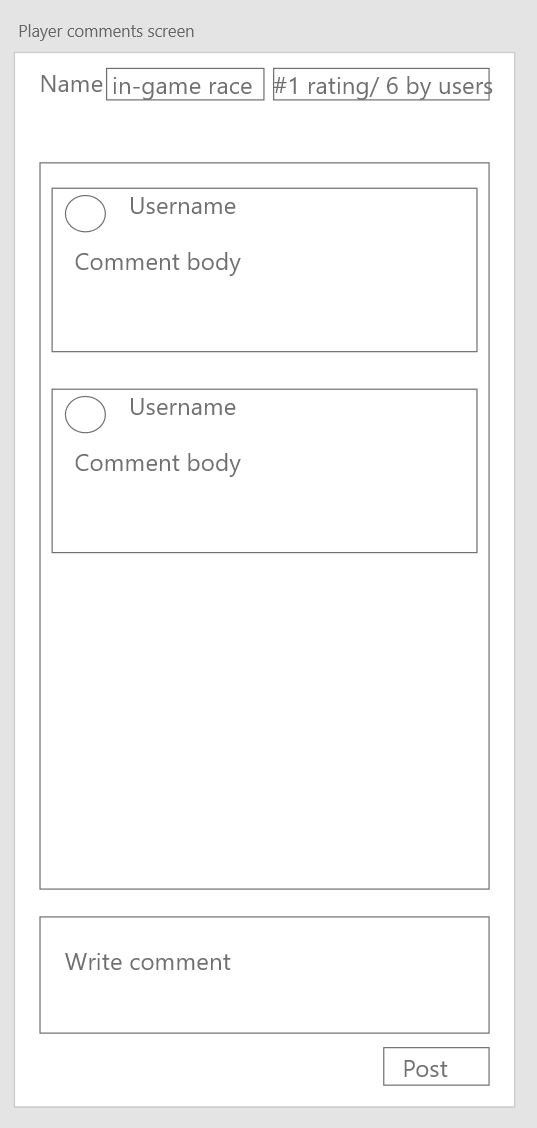 Player comments screen
Name in-game race #1 rating/ 6 by users
Username
Comment body
Username
Comment body
Write comment
Post